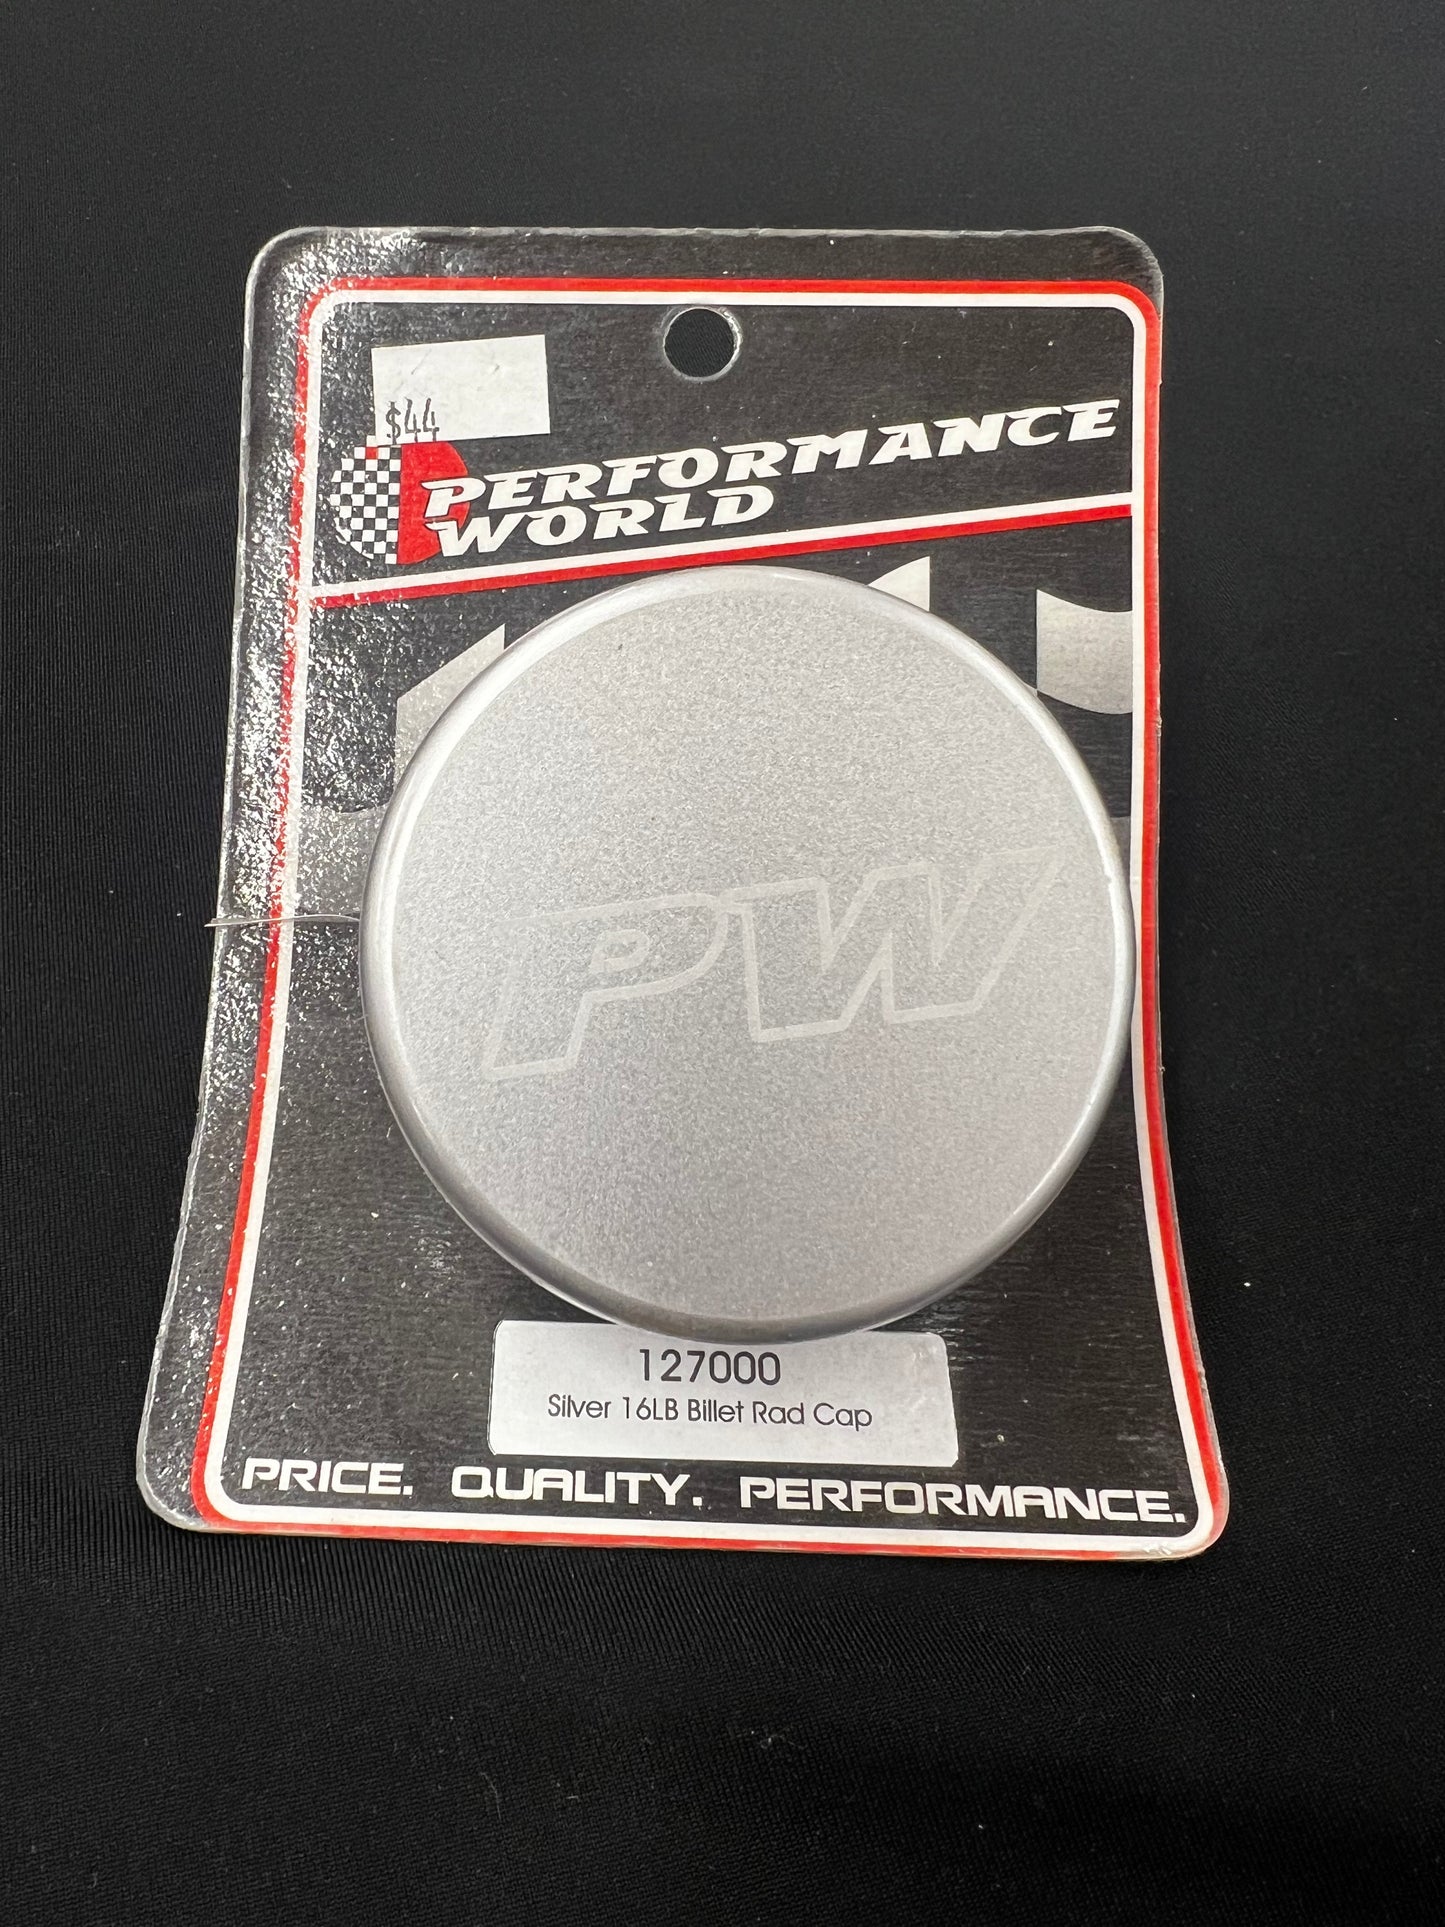 $44
PERFORMANCE
WORLD
PW
127000
Silver 16LB Billet Rad Cap
PRICE. QUALITY. PERFORMANCE.